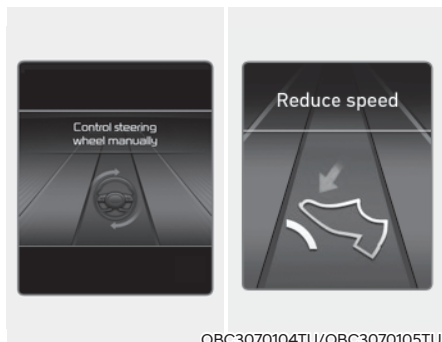 Control steering
wheel manually
Reduce speed
OBC3070104TU/OBC3070105TU